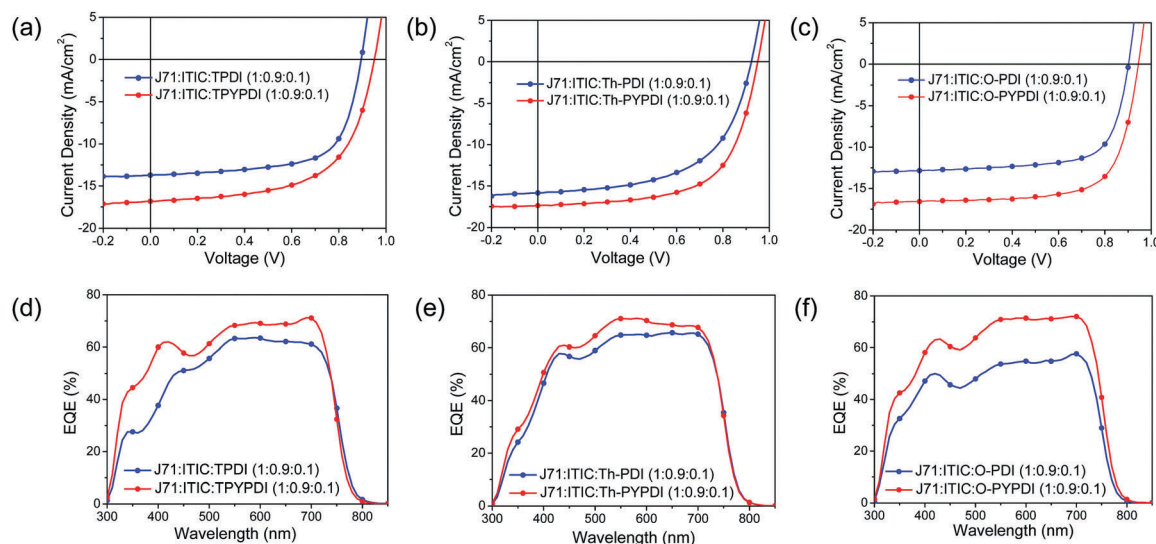 (a)
5
0
-5
-10
-15
-20
Current Density (mA/cm²)
J71:ITIC:TPDI (1:0.9:0.1)
J71:ITIC:TPYPDI (1:0.9:0.1)
-0.2 0.0 0.2 0.4 0.6 0.8 1.0
Voltage (V)
(b)
5
0
-5
-10
-15
-20
Current Density (mA/cm²)
J71:ITIC:Th-PDI (1:0.9:0.1)
J71:ITIC:Th-PYPDI (1:0.9:0.1)
-0.2 0.0 0.2 0.4 0.6 0.8 1.0
Voltage (V)
(c)
5
0
-5
-10
-15
-20
Current Density (mA/cm²)
J71:ITIC:O-PDI (1:0.9:0.1)
J71:ITIC:O-PYPDI (1:0.9:0.1)
-0.2 0.0 0.2 0.4 0.6 0.8 1.0
Voltage (V)
(d)
80
60
40
20
0
EQE (%)
J71:ITIC:TPDI (1:0.9:0.1)
J71:ITIC:TPYPDI (1:0.9:0.1)
300 400 500 600 700 800
Wavelength (nm)
(e)
80
60
40
20
0
EQE (%)
J71:ITIC:Th-PDI (1:0.9:0.1)
J71:ITIC:Th-PYPDI (1:0.9:0.1)
300 400 500 600 700 800
Wavelength (nm)
(f)
80
60
40
20
0
EQE (%)
J71:ITIC:O-PDI (1:0.9:0.1)
J71:ITIC:O-PYPDI (1:0.9:0.1)
300 400 500 600 700 800
Wavelength (nm)